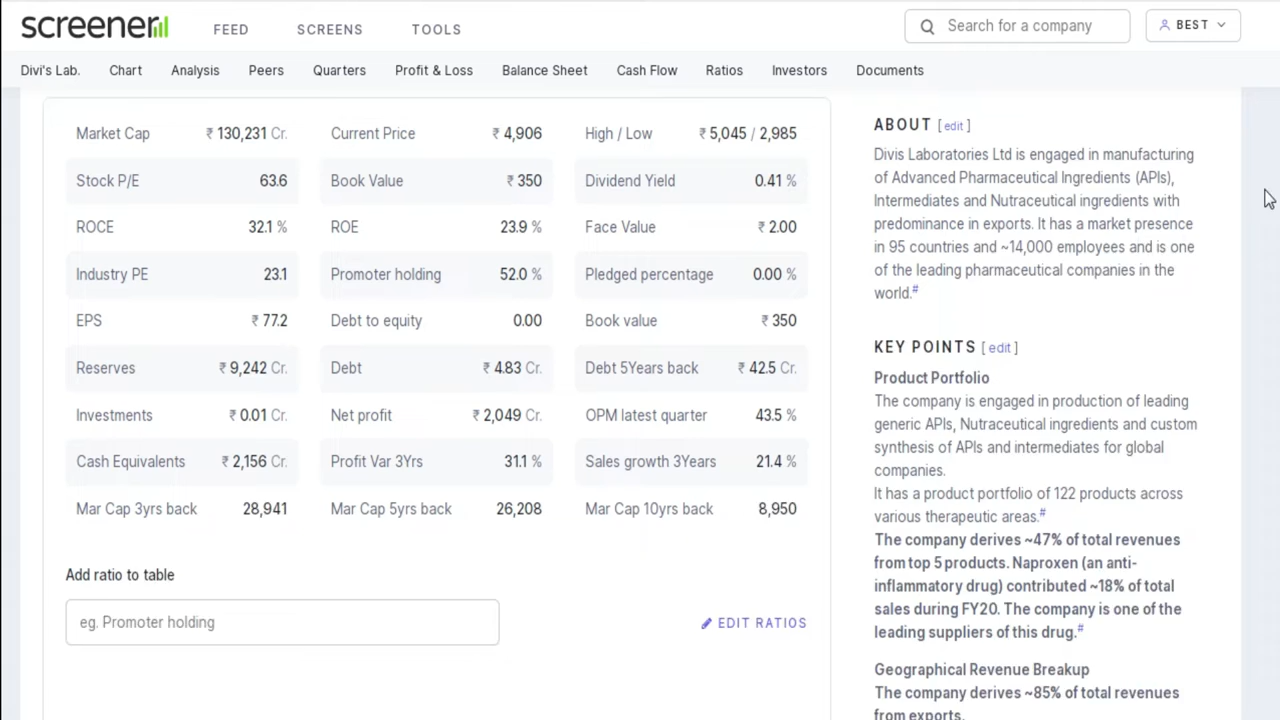 screener
FEED SCREENS TOOLS
Search for a company
BEST
Divi's Lab. Chart Analysis Peers Quarters Profit & Loss Balance Sheet Cash Flow Ratios Investors Documents
Market Cap ₹ 130,231 Cr. Current Price ₹ 4,906 High / Low ₹ 5,045 / 2,985
Stock P/E 63.6 Book Value ₹ 350 Dividend Yield 0.41 %
ROCE 32.1 % ROE 23.9 % Face Value ₹ 2.00
Industry PE 23.1 Promoter holding 52.0 % Pledged percentage 0.00 %
EPS ₹ 77.2 Debt to equity 0.00 Book value ₹ 350
Reserves ₹ 9,242 Cr. Debt ₹ 4.83 Cr. Debt 5Years back ₹ 42.5 Cr.
Investments ₹ 0.01 Cr. Net profit ₹ 2,049 Cr. OPM latest quarter 43.5 %
Cash Equivalents ₹ 2,156 Cr. Profit Var 3Yrs 31.1 % Sales growth 3Years 21.4 %
Mar Cap 3yrs back 28,941 Mar Cap 5yrs back 26,208 Mar Cap 10yrs back 8,950
Add ratio to table
eg. Promoter holding
EDIT RATIOS
ABOUT [ edit ]
Divis Laboratories Ltd is engaged in manufacturing
of Advanced Pharmaceutical Ingredients (APIs),
Intermediates and Nutraceutical ingredients with
predominance in exports. It has a market presence
in 95 countries and ~14,000 employees and is one
of the leading pharmaceutical companies in the
world.#
KEY POINTS [ edit ]
Product Portfolio
The company is engaged in production of leading
generic APIs, Nutraceutical ingredients and custom
synthesis of APIs and intermediates for global
companies.
It has a product portfolio of 122 products across
various therapeutic areas.#
The company derives ~47% of total revenues
from top 5 products. Naproxen (an anti-
inflammatory drug) contributed ~18% of total
sales during FY20. The company is one of the
leading suppliers of this drug.#
Geographical Revenue Breakup
The company derives ~85% of total revenues
from exports.